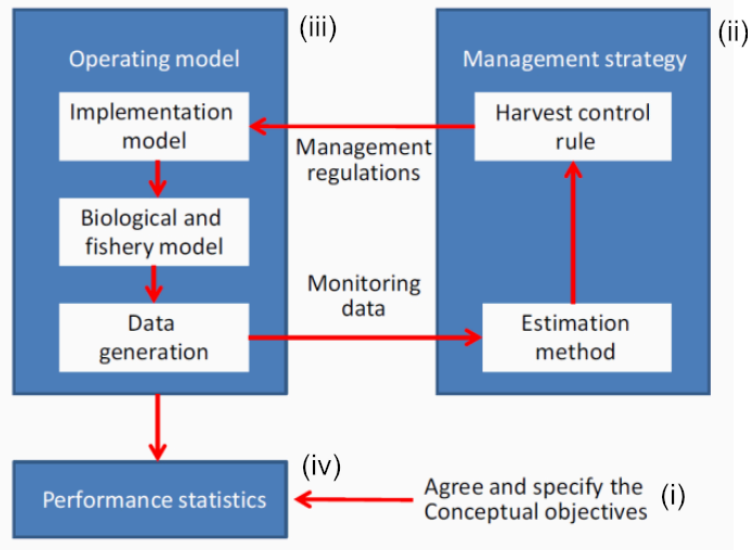 (iii)
Operating model
Implementation
model
Biological and
fishery model
Data
generation
Management
regulations
Monitoring
data
(ii)
Management strategy
Harvest control
rule
Estimation
method
(iv)
Performance statistics
Agree and specify the
Conceptual objectives
(i)